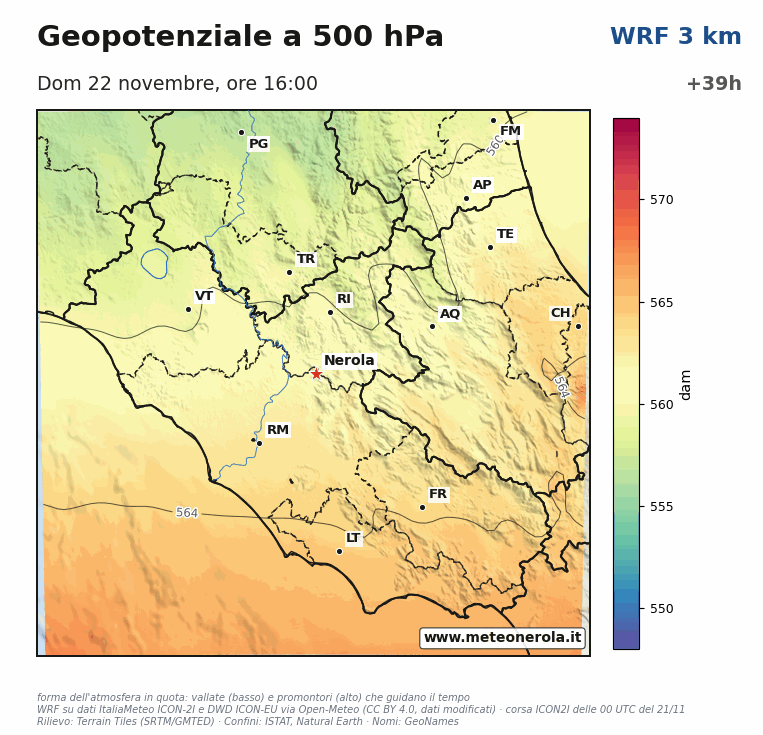 Geopotenziale a 500 hPa
WRF 3 km
Dom 22 novembre, ore 16:00
+39h
FM
560
PG
AP
TE
TR
VT
RI
AQ
CH
Nerola
564
RM
FR
564
LT
www.meteonerola.it
570
565
560
555
550
dam
forma dell'atmosfera in quota: vallate (basso) e promontori (alto) che guidano il tempo
WRF su dati ItaliaMeteo ICON-2I e DWD ICON-EU via Open-Meteo (CC BY 4.0, dati modificati) · corsa ICON2I delle 00 UTC del 21/11
Rilievo: Terrain Tiles (SRTM/GMTED) · Confini: ISTAT, Natural Earth · Nomi: GeoNames